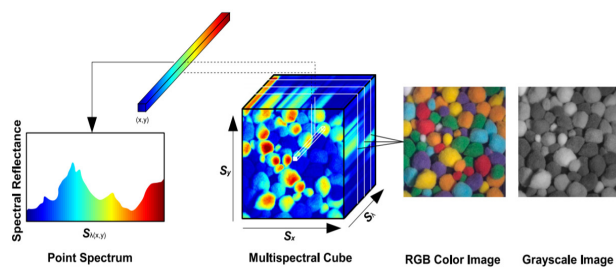 (x,y)
Spectral Reflectance
Sλ(x,y)
Point Spectrum
Sy
Sx
Sλ
Multispectral Cube
RGB Color Image
Grayscale Image